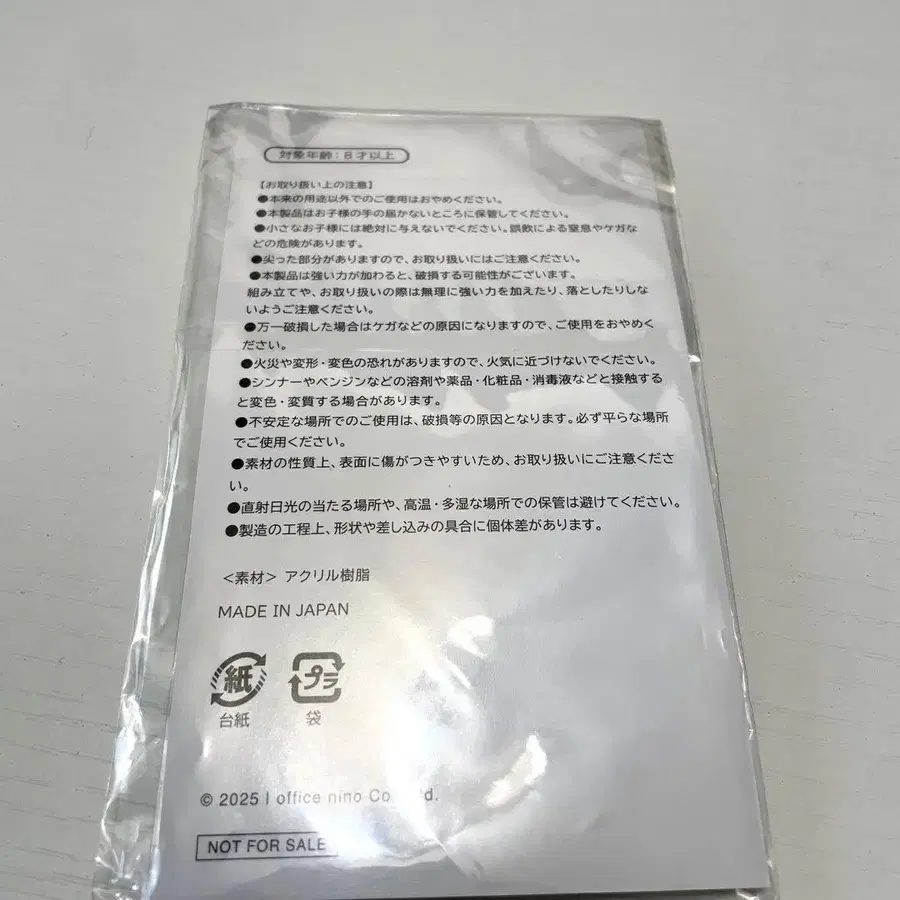 対象年齢：8才以上
【お取り扱い上の注意】
●本来の用途以外でのご使用はおやめください。
●本製品はお子様の手の届かないところに保管してください。
●小さなお子様には絶対に与えないでください。誤飲による窒息やケガな
どの危険があります。
●尖った部分がありますので、お取り扱いにはご注意ください。
●本製品は強い力が加わると、破損する可能性がございます。
組み立てや、お取り扱いの際は無理に強い力を加えたり、落としたりしな
いようご注意ください。
●万一破損した場合はケガなどの原因になりますので、ご使用をおやめく
ださい。
●火災や変形・変色の恐れがありますので、火気に近づけないでください。
●シンナーやベンジンなどの溶剤や薬品・化粧品・消毒液などと接触する
と変色・変質する場合があります。
●不安定な場所でのご使用は、破損等の原因となります。必ず平らな場所
でご使用ください。
●素材の性質上、表面に傷がつきやすいため、お取り扱いにご注意くださ
い。
●直射日光の当たる場所や、高温・多湿な場所での保管は避けてください。
●製造の工程上、形状や差し込みの具合に個体差があります。
＜素材＞ アクリル樹脂
MADE IN JAPAN
紙 プラ
台紙 袋
© 2025 I office nino Co
NOT FOR SALE